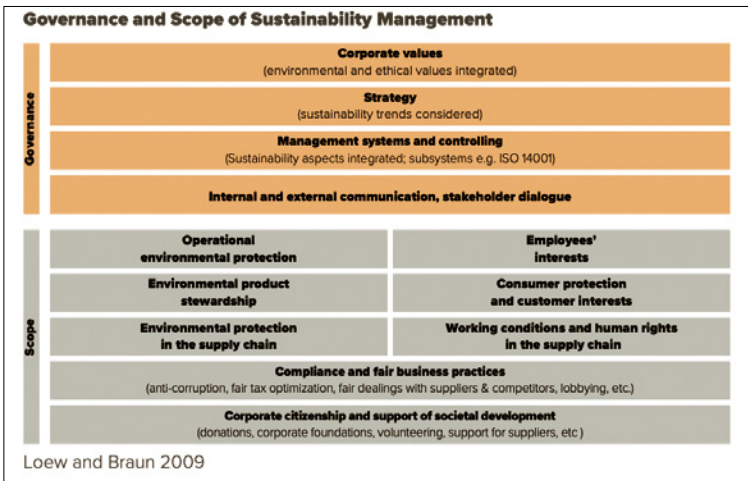 Governance and Scope of Sustainability Management
Governance
Corporate values
(environmental and ethical values integrated)
Strategy
(sustainability trends considered)
Management systems and controlling
(Sustainability aspects integrated; subsystems e.g. ISO 14001)
Internal and external communication, stakeholder dialogue
Scope
Operational
environmental protection
Employees'
interests
Environmental product
stewardship
Consumer protection
and customer interests
Environmental protection
in the supply chain
Working conditions and human rights
in the supply chain
Compliance and fair business practices
(anti-corruption, fair tax optimization, fair dealings with suppliers & competitors, lobbying, etc.)
Corporate citizenship and support of societal development
(donations, corporate foundations, volunteering, support for suppliers, etc )
Loew and Braun 2009